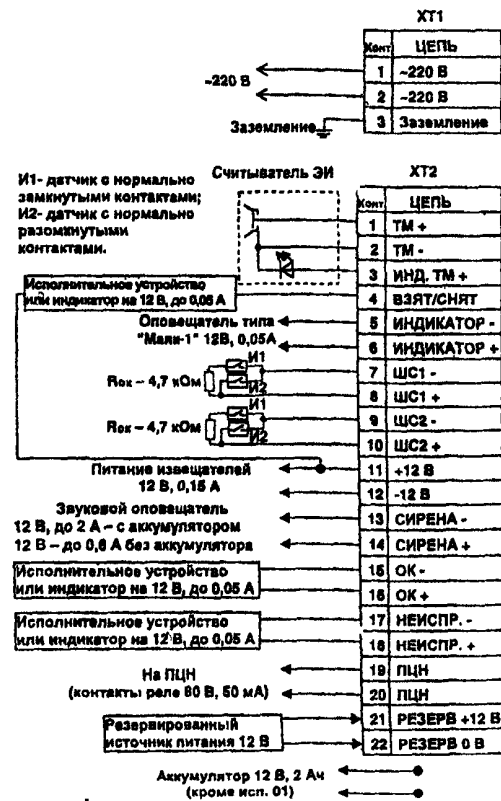 XT1
Конт ЦЕПЬ
~220 В
1 ~220 В
2 ~220 В
Заземление
3 Заземление
И1- датчик с нормально
замкнутыми контактами;
И2- датчик с нормально
разомкнутыми
контактами.
Считыватель ЭИ
XT2
Конт ЦЕПЬ
1 ТМ +
2 ТМ -
3 ИНД. ТМ +
Исполнительное устройство
или индикатор на 12 В, до 0,05 А
4 ВЗЯТ/СНЯТ
Оповещатель типа
"Маяк-1" 12В, 0,05А
5 ИНДИКАТОР -
6 ИНДИКАТОР +
И1
Rок – 4,7 кОм
И2
7 ШС1 -
8 ШС1 +
И1
Rок – 4,7 кОм
И2
9 ШС2 -
10 ШС2 +
Питание извещателей
12 В, 0,15 А
11 +12 В
12 -12 В
Звуковой оповещатель
12 В, до 2 А – с аккумулятором
12 В – до 0,6 А без аккумулятора
13 СИРЕНА -
14 СИРЕНА +
Исполнительное устройство
или индикатор на 12 В, до 0,05 А
15 ОК -
16 ОК +
Исполнительное устройство
или индикатор на 12 В, до 0,05 А
17 НЕИСПР. -
18 НЕИСПР. +
На ПЦН
(контакты реле 80 В, 50 мА)
19 ПЦН
20 ПЦН
Резервированный
источник питания 12 В
21 РЕЗЕРВ +12 В
22 РЕЗЕРВ 0 В
Аккумулятор 12 В, 2 Ач
(кроме исп. 01)